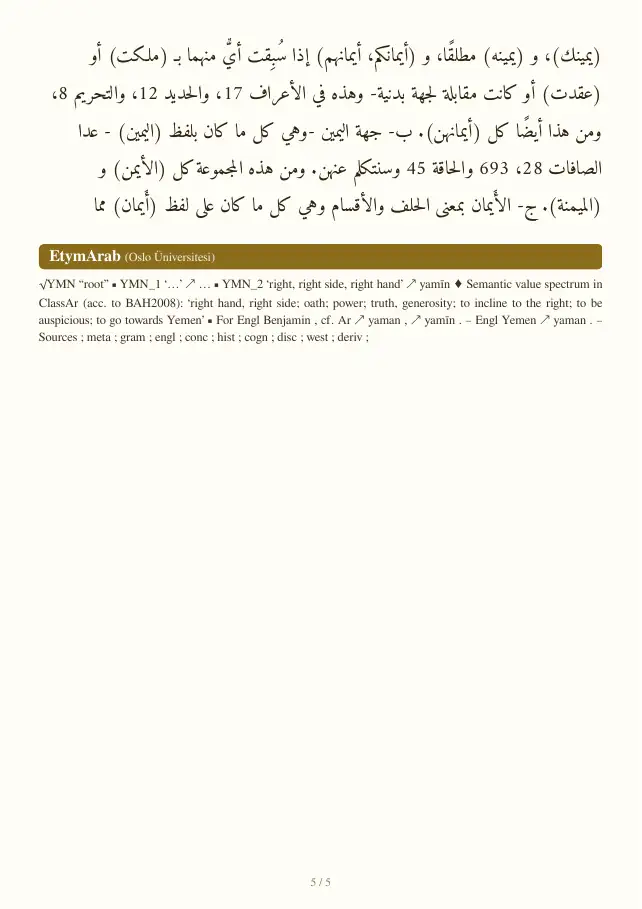 (يمينك)، و (يمينه) مطلقًا، و (أيمانكم، أيمانهم) إذا سُبِقت أيٌّ منهما بـ (ملكت) أو
(عقدت) أو كانت مقابلة لجهة بدنية- وهذه في الأعراف 17، والحديد 12، والتحريم 8،
ومن هذا أيضًا كل (أيمانهن). ب- جهة اليمين -وهي كل ما كان بلفظ (اليمين) - عدا
الصافات 28، 693 والحاقة 45 وسنتكلم عنهن. ومن هذه المجموعة كل (الأيمن) و
(الميمنة). ج- الأَيمان بمعنى الحلف والأقسام وهي كل ما كان على لفظ (أَيمان) مما
EtymArab (Oslo Üniversitesi)
√YMN “root” ▪ YMN_1 ‘…’ ↗ … ▪ YMN_2 ‘right, right side, right hand’ ↗ yamīn ♦ Semantic value spectrum in
ClassAr (acc. to BAH2008): ‘right hand, right side; oath; power; truth, generosity; to incline to the right; to be
auspicious; to go towards Yemen’ ▪ For Engl Benjamin , cf. Ar ↗ yaman , ↗ yamīn . – Engl Yemen ↗ yaman . –
Sources ; meta ; gram ; engl ; conc ; hist ; cogn ; disc ; west ; deriv ;
5 / 5